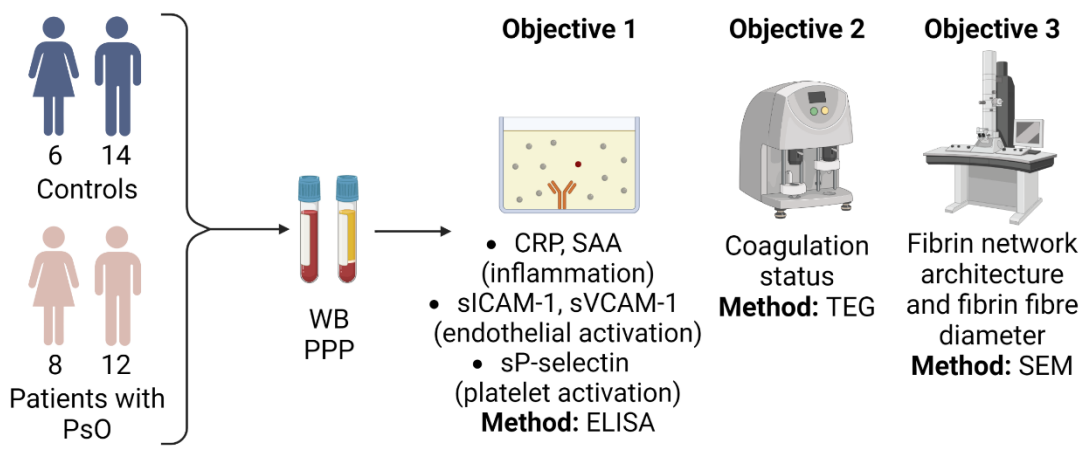 6 14
Controls
8 12
Patients with
PsO
WB
PPP
Objective 1
• CRP, SAA
(inflammation)
• sICAM-1, sVCAM-1
(endothelial activation)
• sP-selectin
(platelet activation)
Method: ELISA
Objective 2
Coagulation
status
Method: TEG
Objective 3
Fibrin network
architecture
and fibrin fibre
diameter
Method: SEM